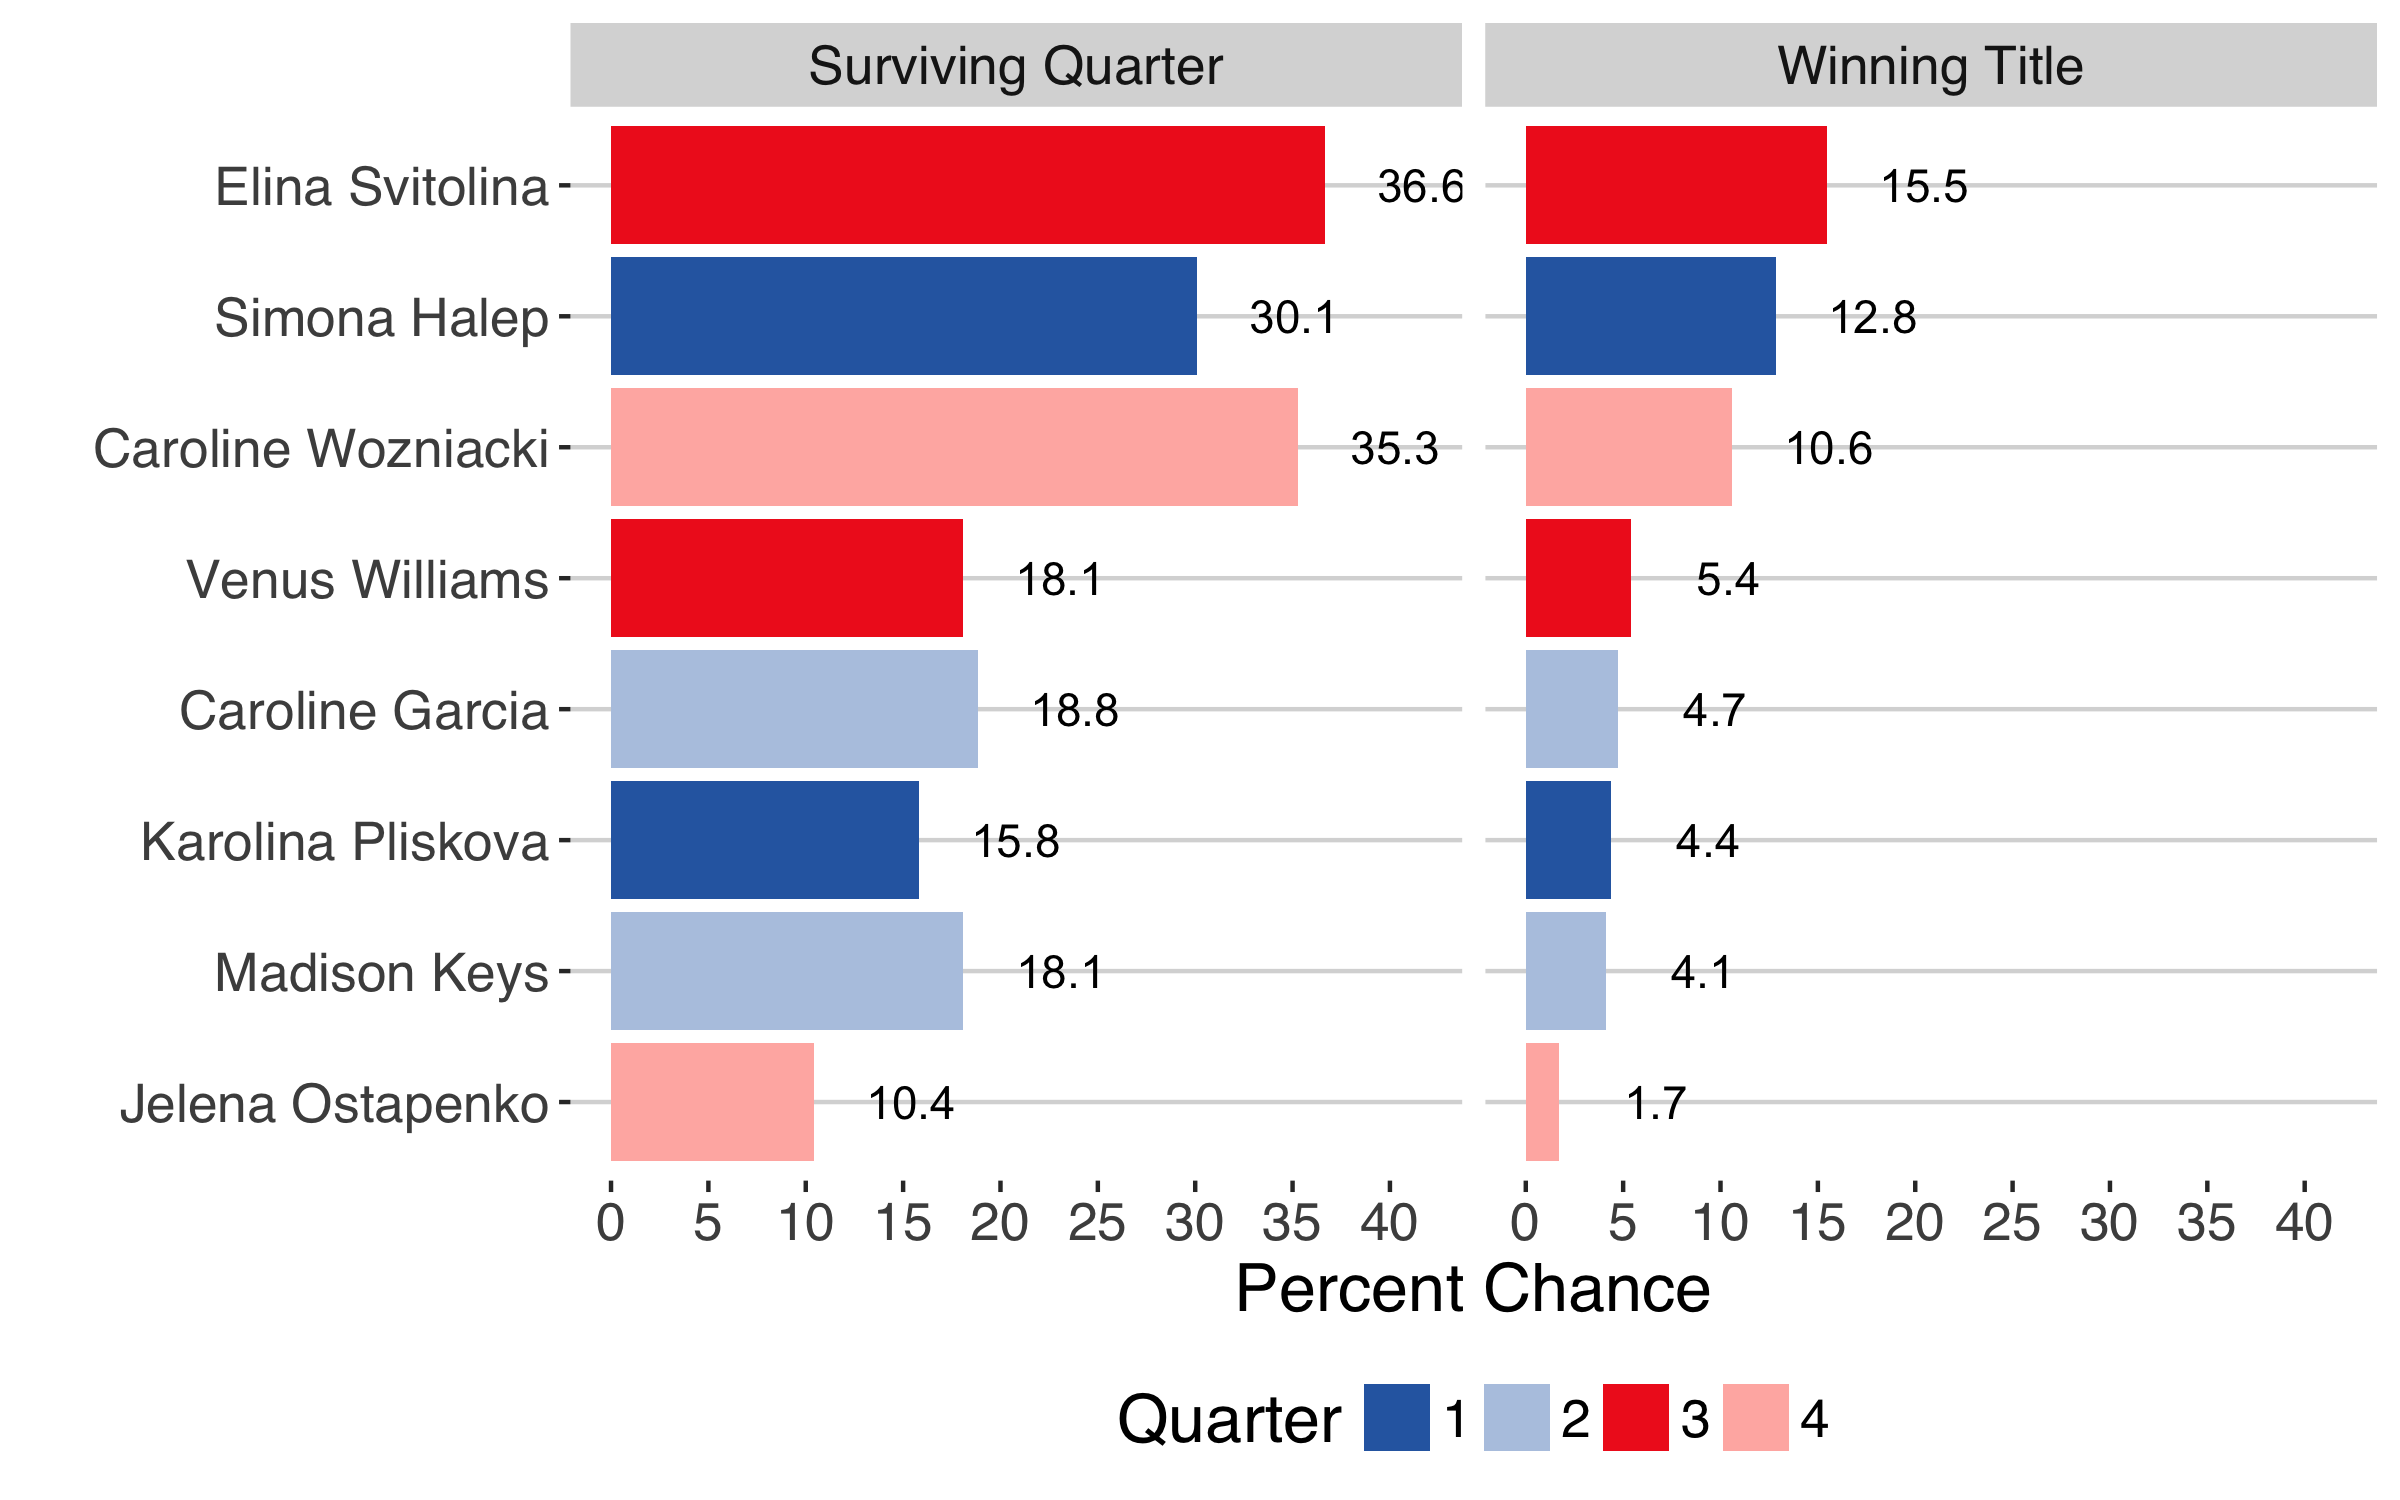 Surviving Quarter Winning Title
Elina Svitolina 36.6 15.5
Simona Halep 30.1 12.8
Caroline Wozniacki 35.3 10.6
Venus Williams 18.1 5.4
Caroline Garcia 18.8 4.7
Karolina Pliskova 15.8 4.4
Madison Keys 18.1 4.1
Jelena Ostapenko 10.4 1.7
0 5 10 15 20 25 30 35 40 0 5 10 15 20 25 30 35 40
Percent Chance
Quarter 1 2 3 4